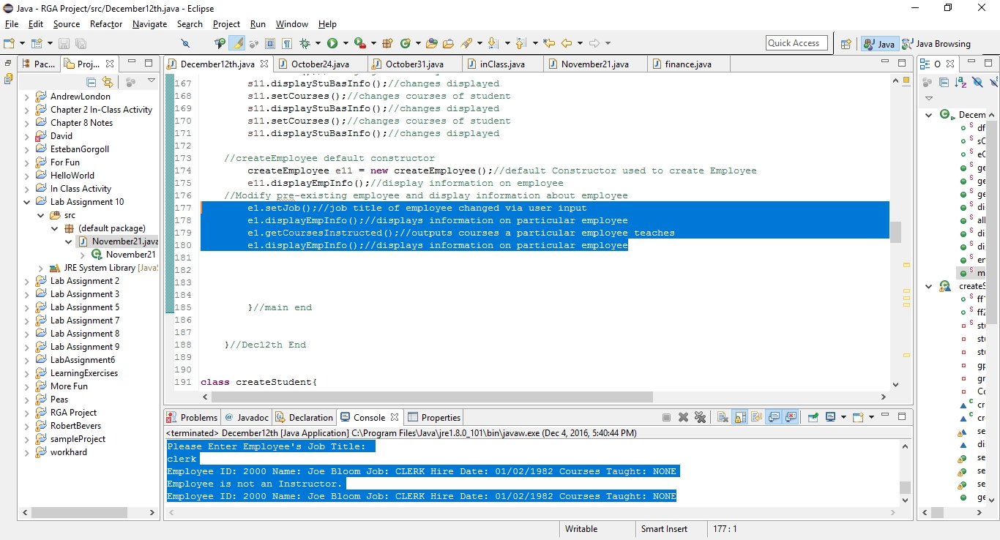 Java - RGA Project/src/December12th.java - Eclipse
File Edit Source Refactor Navigate Search Project Run Window Help
Quick Access
Java
Java Browsing
Pac...
Proj...
December12th.java
October24.java
October31.java
inClass.java
November21.java
finance.java
O
AndrewLondon
Chapter 2 In-Class Activity
Chapter 8 Notes
David
EstebanGorgoll
For Fun
HelloWorld
In Class Activity
Lab Assignment 10
src
(default package)
November21.java
November21
JRE System Library [JavaS
Lab Assignment 2
Lab Assignment 3
Lab Assignment 5
Lab Assignment 7
Lab Assignment 8
Lab Assignment 9
LabAssignment6
LearningExercises
More Fun
Peas
RGA Project
RobertBevers
sampleProject
workhard
167 s11.displayStuBasInfo();//changes displayed
168 s11.setCourses();//changes courses of student
169 s11.displayStuBasInfo();//changes displayed
170 s11.setCourses();//changes courses of student
171 s11.displayStuBasInfo();//changes displayed
172
173 //createEmployee default constructor
174 createEmployee e11 = new createEmployee();//default Constructor used to create Employee
175 e11.displayEmpInfo();//display information on employee
176 //Modify pre-existing employee and display information about employee
177 e1.setJob();//job title of employee changed via user input
178 e1.displayEmpInfo();//displays information on particular employee
179 e1.getCoursesInstructed();//outputs courses a particular employee teaches
180 e1.displayEmpInfo();//displays information on particular employee
181
182
183
184
185 }//main end
186
187
188 }//Dec12th End
189
190
191 class createStudent{
Decem
df
sC
eC
ge
ge
ge
di
al
di
di
en
m
createS
ff1
ff2
stu
stu
stu
gp
gr
Co
cr
cr
se
di
se
se
se
ge
Problems
@ Javadoc
Declaration
Console
Properties
<terminated> December12th [Java Application] C:\Program Files\Java\jre1.8.0_101\bin\javaw.exe (Dec 4, 2016, 5:40:44 PM)
Please Enter Employee's Job Title:
clerk
Employee ID: 2000 Name: Joe Bloom Job: CLERK Hire Date: 01/02/1982 Courses Taught: NONE
Employee is not an Instructor.
Employee ID: 2000 Name: Joe Bloom Job: CLERK Hire Date: 01/02/1982 Courses Taught: NONE
Writable
Smart Insert
177 : 1